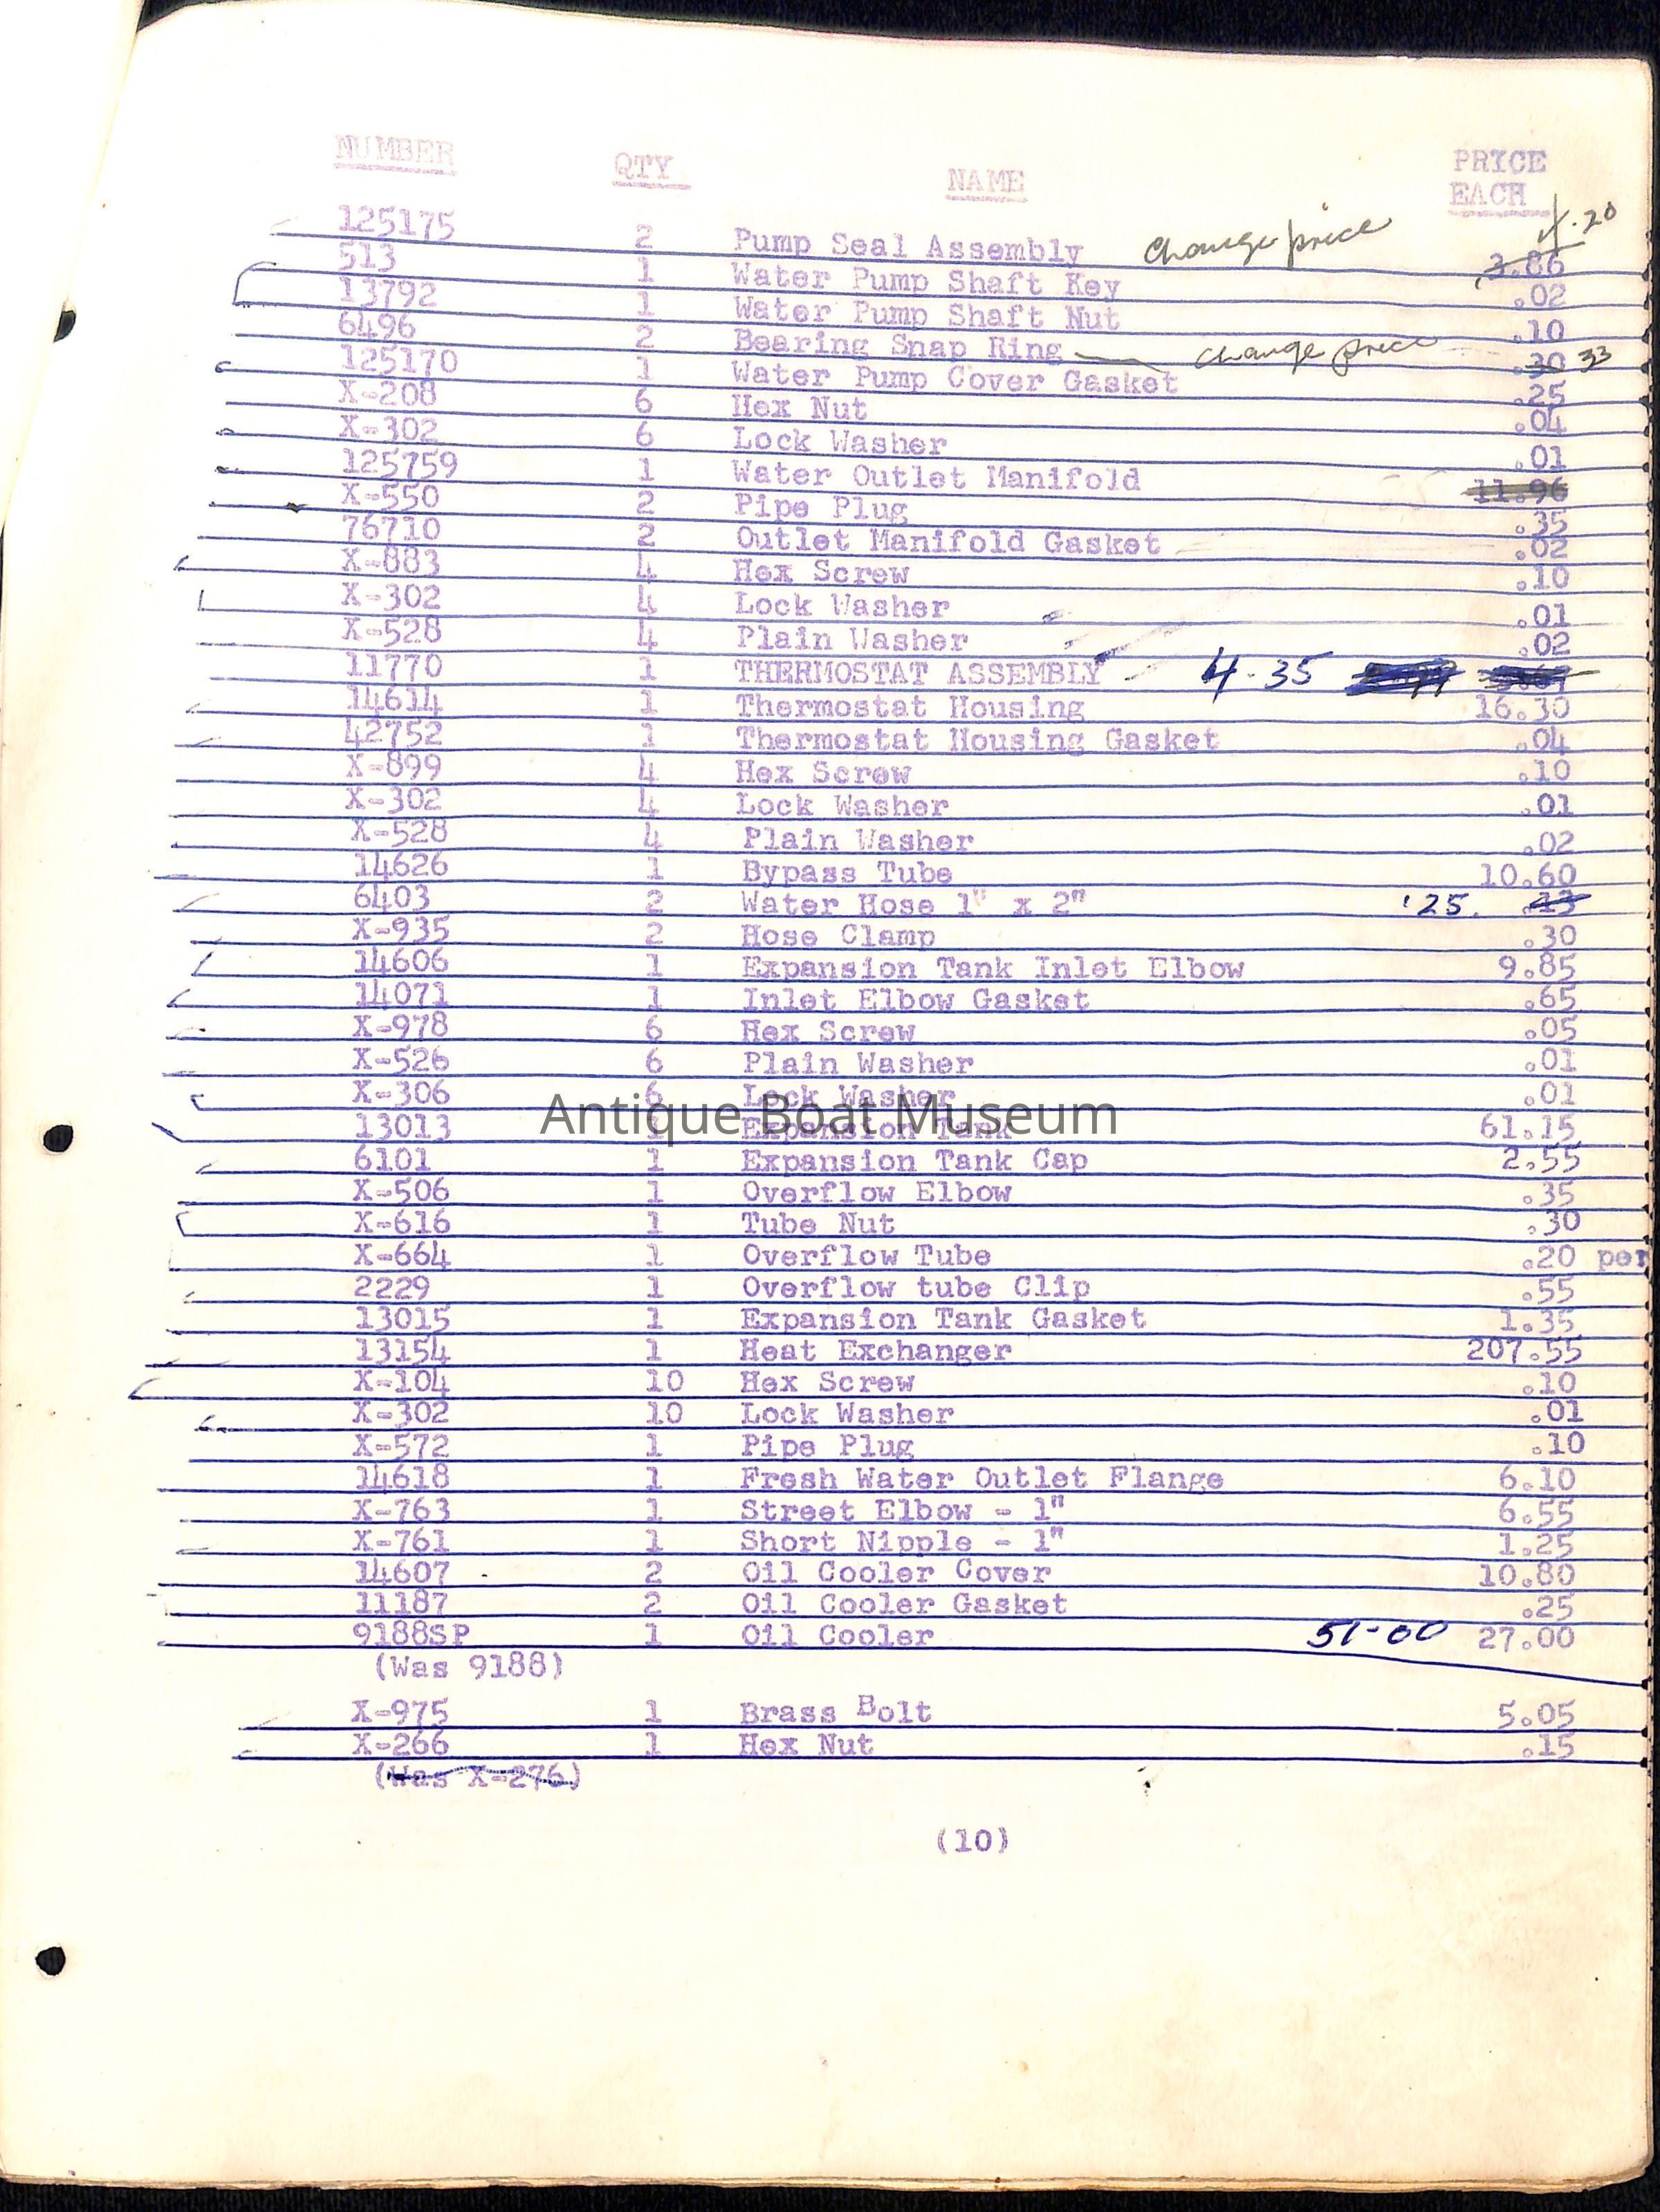 NUMBER QTY NAME PRICE EACH
125175 2 Pump Seal Assembly Change price 3.86 4.20
513 1 Water Pump Shaft Key .02
13792 1 Water Pump Shaft Nut .10
6496 2 Bearing Snap Ring Change price .30 33
125170 1 Water Pump Cover Gasket .25
X-208 6 Hex Nut .04
X-302 6 Lock Washer .01
125759 1 Water Outlet Manifold 11.96
X-550 2 Pipe Plug .35
76710 2 Outlet Manifold Gasket .02
X-883 4 Hex Screw .10
X-302 4 Lock Washer .01
X-528 4 Plain Washer .02
11770 1 THERMOSTAT ASSEMBLY 4-35
14614 1 Thermostat Housing 16.30
42752 1 Thermostat Housing Gasket .04
X-899 4 Hex Screw .10
X-302 4 Lock Washer .01
X-528 4 Plain Washer .02
14626 1 Bypass Tube 10.60
6403 2 Water Hose 1" x 2" '25. .13
X-935 2 Hose Clamp .30
14606 1 Expansion Tank Inlet Elbow 9.85
14071 1 Inlet Elbow Gasket .65
X-978 6 Hex Screw .05
X-526 6 Plain Washer .01
X-306 6 Lock Washer .01
Antique Boat Museum
13013 1 Expansion Tank 61.15
6101 1 Expansion Tank Cap 2.55
X-506 1 Overflow Elbow .35
X-616 1 Tube Nut .30
X-664 1 Overflow Tube .20 per
2229 1 Overflow tube Clip .55
13015 1 Expansion Tank Gasket 1.35
13154 1 Heat Exchanger 207.55
X-104 10 Hex Screw .10
X-302 10 Lock Washer .01
X-572 1 Pipe Plug .10
14618 1 Fresh Water Outlet Flange 6.10
X-763 1 Street Elbow - 1" 6.55
X-761 1 Short Nipple - 1" 1.25
14607 2 Oil Cooler Cover 10.80
11187 2 Oil Cooler Gasket .25
9188SP 1 Oil Cooler 51-00 27.00
(Was 9188)
X-975 1 Brass Bolt 5.05
X-266 1 Hex Nut .15
(Was X-276)
(10)